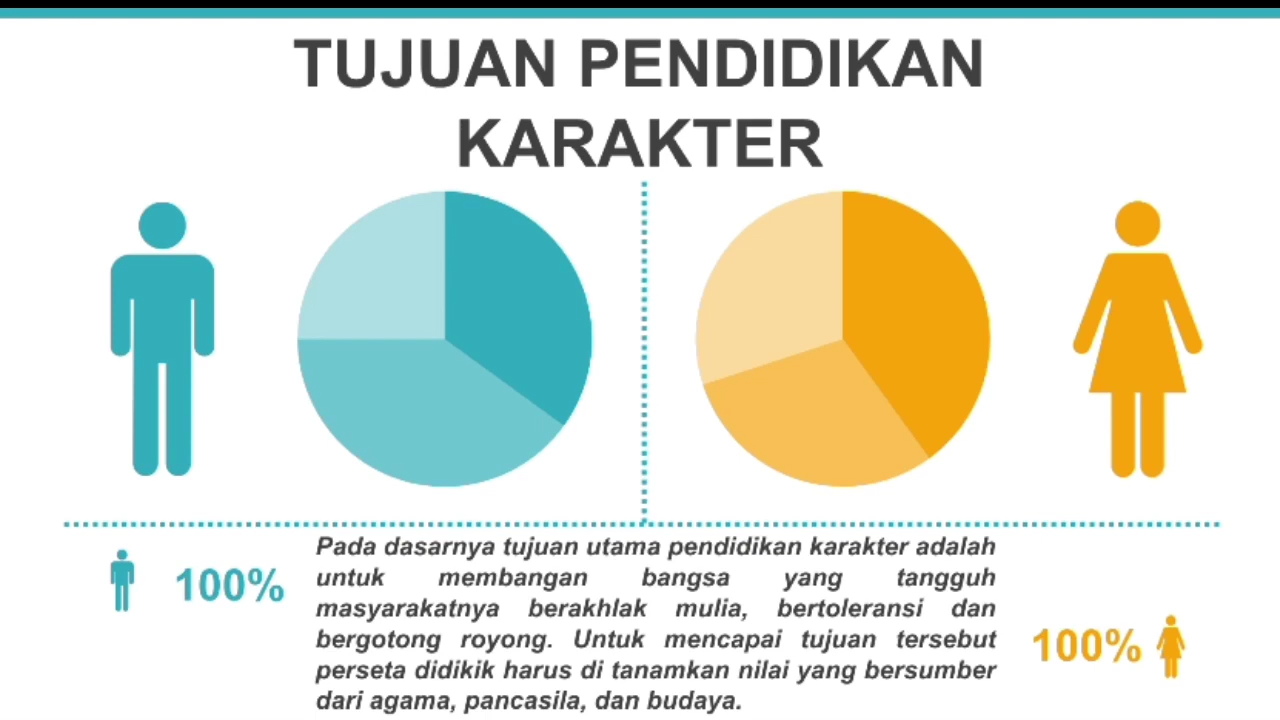 TUJUAN PENDIDIKAN
KARAKTER
100%
Pada dasarnya tujuan utama pendidikan karakter adalah
untuk membangan bangsa yang tangguh
masyarakatnya berakhlak mulia, bertoleransi dan
bergotong royong. Untuk mencapai tujuan tersebut
perseta didikik harus di tanamkan nilai yang bersumber
dari agama, pancasila, dan budaya.
100%